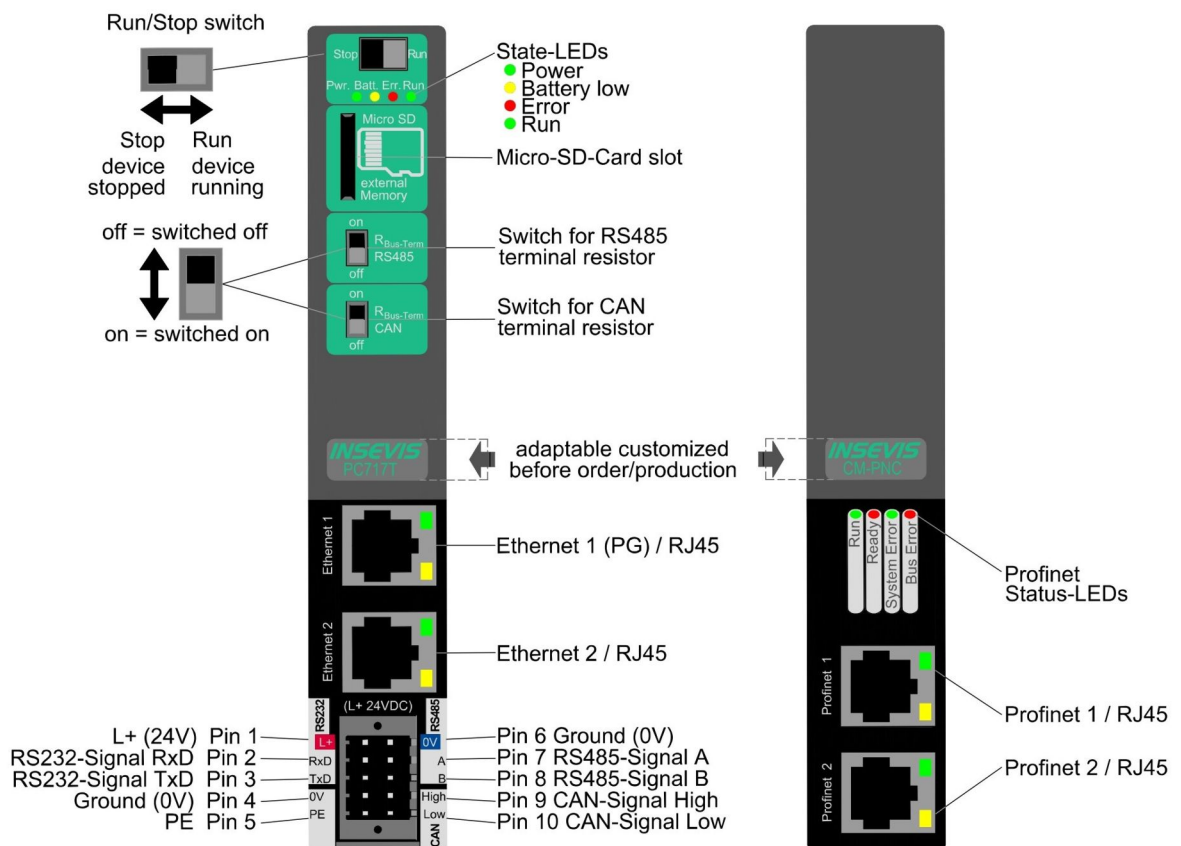 Run/Stop switch
Stop Run
device device
stopped running
off = switched off
on = switched on
Stop Run
Pwr. Batt. Err. Run
Micro SD
external
Memory
on
RBus-Term
RS485
off
on
RBus-Term
CAN
off
State-LEDs
Power
Battery low
Error
Run
Micro-SD-Card slot
Switch for RS485
terminal resistor
Switch for CAN
terminal resistor
INSEVIS
PC717T
adaptable customized
before order/production
INSEVIS
CM-PNC
Ethernet 1
Ethernet 1 (PG) / RJ45
Ethernet 2
Ethernet 2 / RJ45
RS232
(L+ 24VDC)
RS485
L+ (24V) Pin 1
RS232-Signal RxD Pin 2
RS232-Signal TxD Pin 3
Ground (0V) Pin 4
PE Pin 5
L+
RxD
TxD
0V
PE
0V
A
B
High
Low
CAN
Pin 6 Ground (0V)
Pin 7 RS485-Signal A
Pin 8 RS485-Signal B
Pin 9 CAN-Signal High
Pin 10 CAN-Signal Low
Run
Ready
System Error
Bus Error
Profinet
Status-LEDs
Profinet 1
Profinet 1 / RJ45
Profinet 2
Profinet 2 / RJ45